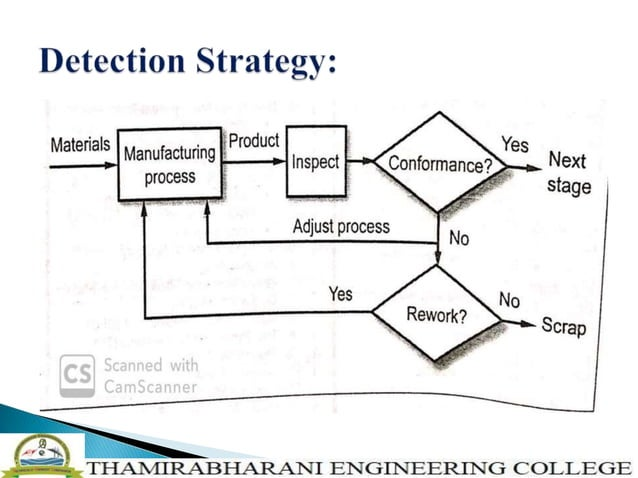 Detection Strategy:
Materials
Manufacturing
process
Product
Inspect
Conformance?
Yes
Next
stage
Adjust process
No
Yes
Rework?
No
Scrap
CS
Scanned with
CamScanner
THAMIRABHARANI ENGINEERING COLLEGE